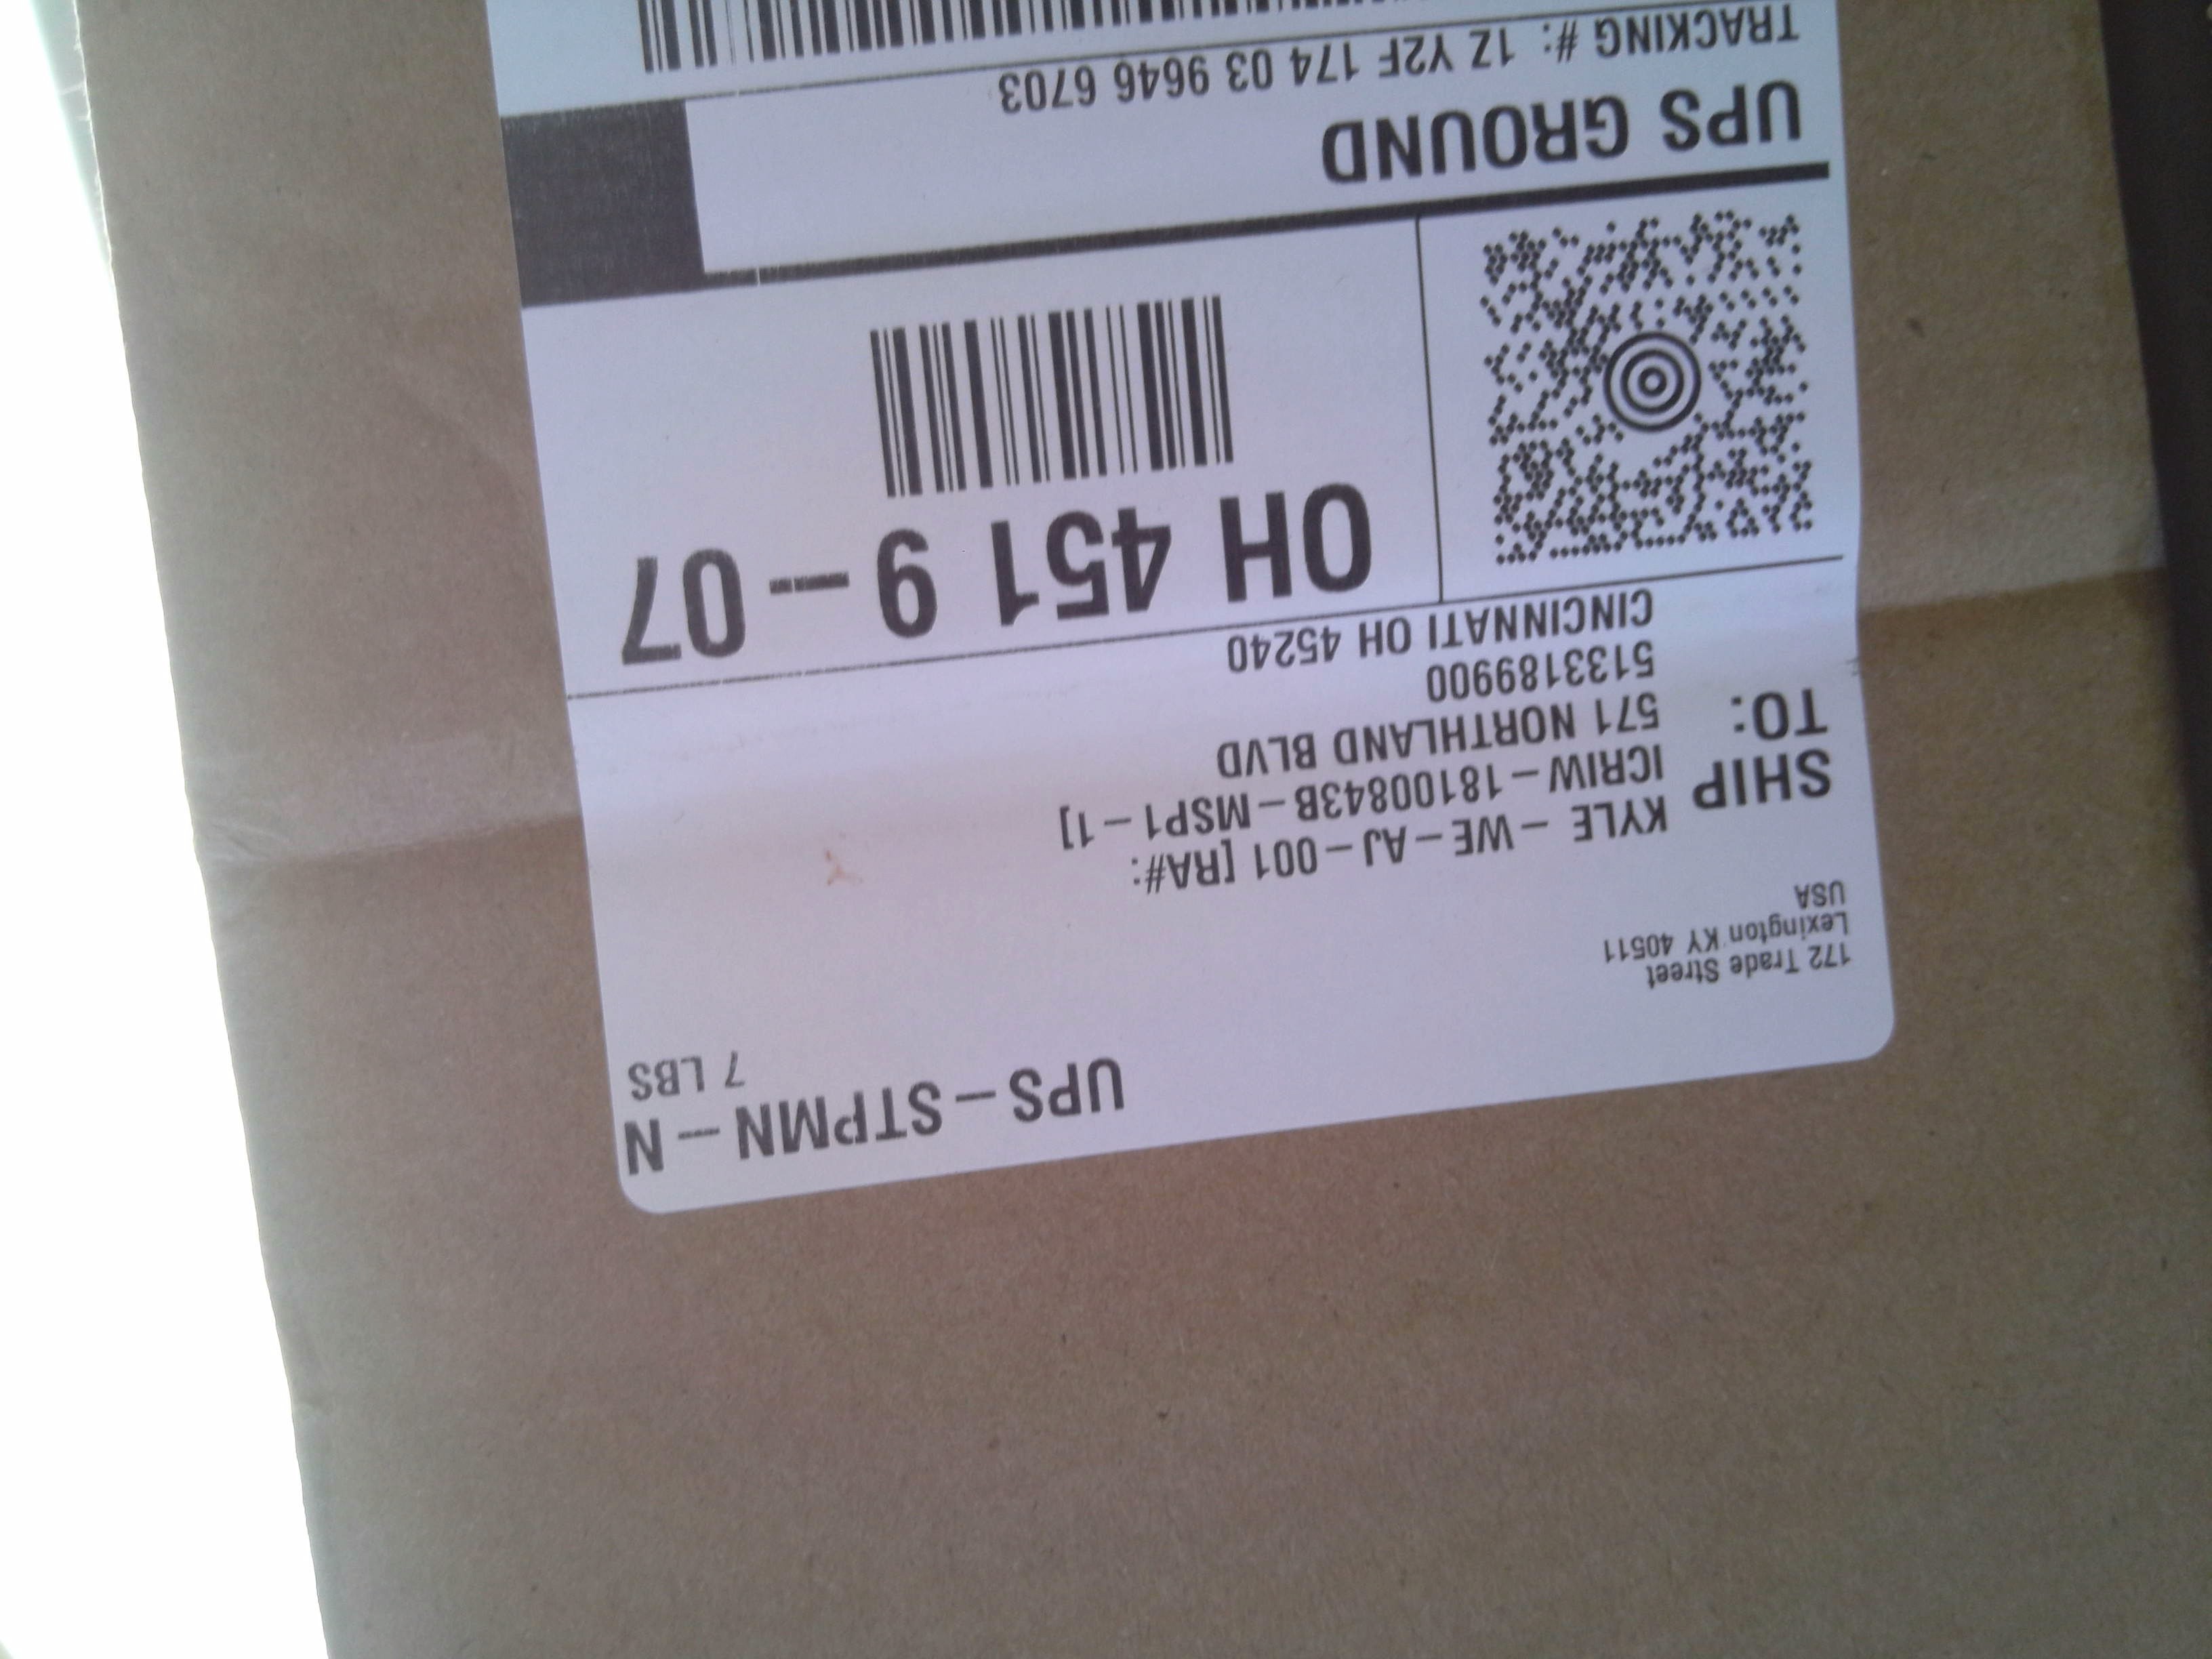 UPS-STPMN-N
7 LBS
172 Trade Street
Lexington KY 40511
USA
SHIP
TO:
KYLE - WE-AJ-001 [RA#:
ICRIW-18100843B-MSP1-1]
571 NORTHLAND BLVD
5133189900
CINCINNATI OH 45240
OH 451 9-07
UPS GROUND
TRACKING #: 1Z Y2F 174 03 9646 6703